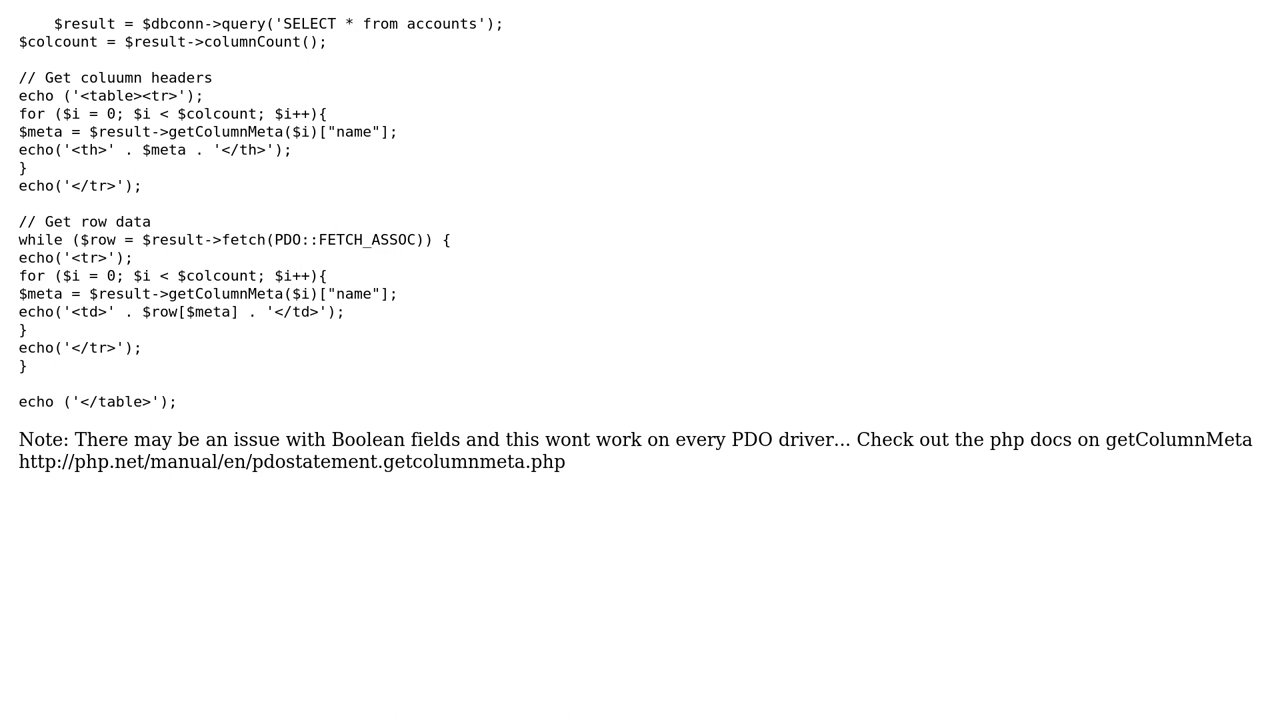 $result = $dbconn->query('SELECT * from accounts');
$colcount = $result->columnCount();

// Get coluumn headers
echo ('<table><tr>');
for ($i = 0; $i < $colcount; $i++){
$meta = $result->getColumnMeta($i)["name"];
echo('<th>' . $meta . '</th>');
}
echo('</tr>');

// Get row data
while ($row = $result->fetch(PDO::FETCH_ASSOC)) {
echo('<tr>');
for ($i = 0; $i < $colcount; $i++){
$meta = $result->getColumnMeta($i)["name"];
echo('<td>' . $row[$meta] . '</td>');
}
echo('</tr>');
}

echo ('</table>');

Note: There may be an issue with Boolean fields and this wont work on every PDO driver... Check out the php docs on getColumnMeta
http://php.net/manual/en/pdostatement.getcolumnmeta.php